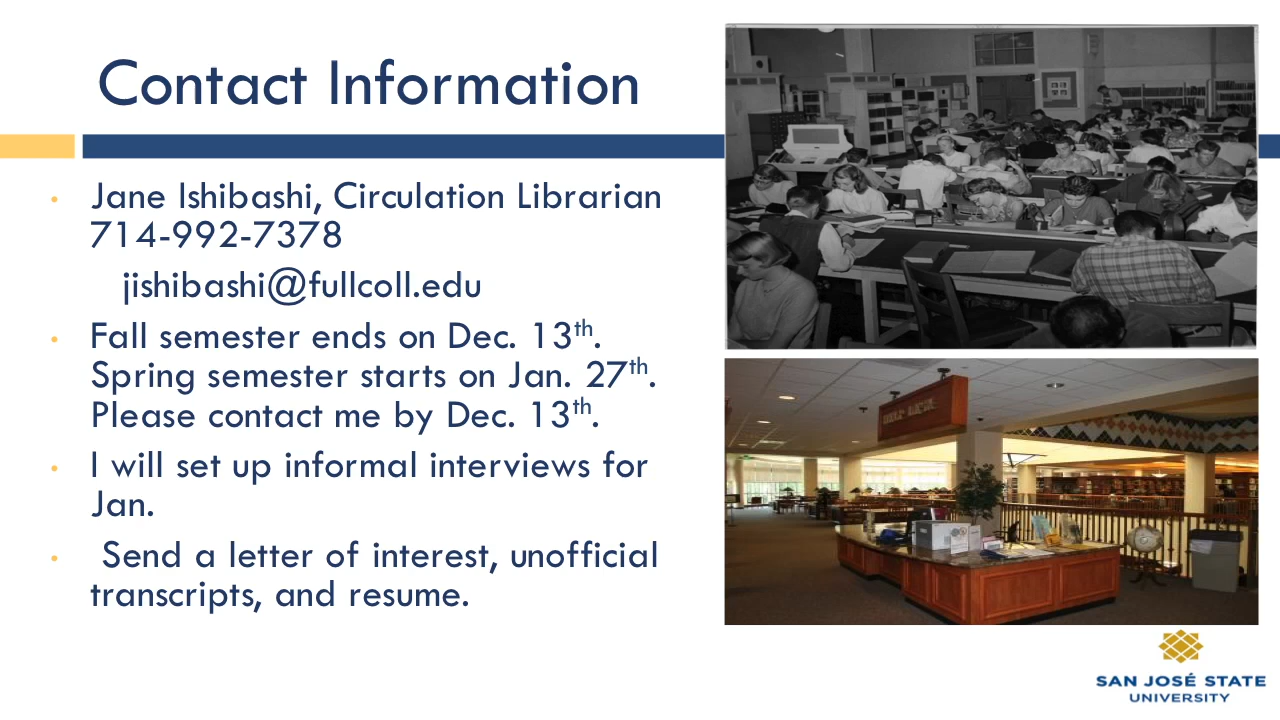 Contact Information
• Jane Ishibashi, Circulation Librarian
714-992-7378
jishibashi@fullcoll.edu
• Fall semester ends on Dec. 13th.
Spring semester starts on Jan. 27th.
Please contact me by Dec. 13th.
• I will set up informal interviews for
Jan.
• Send a letter of interest, unofficial
transcripts, and resume.
SAN JOSÉ STATE
UNIVERSITY